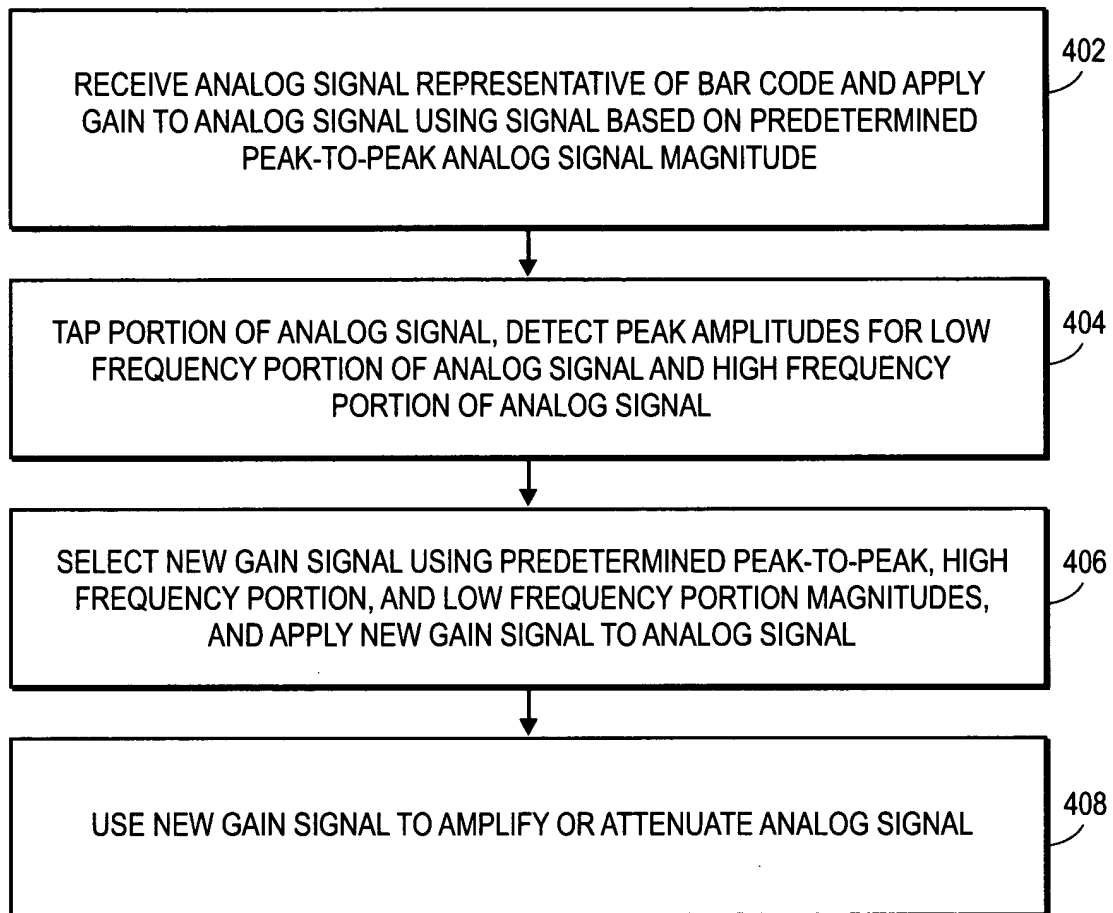 RECEIVE ANALOG SIGNAL REPRESENTATIVE OF BAR CODE AND APPLY
GAIN TO ANALOG SIGNAL USING SIGNAL BASED ON PREDETERMINED
PEAK-TO-PEAK ANALOG SIGNAL MAGNITUDE
402
TAP PORTION OF ANALOG SIGNAL, DETECT PEAK AMPLITUDES FOR LOW
FREQUENCY PORTION OF ANALOG SIGNAL AND HIGH FREQUENCY
PORTION OF ANALOG SIGNAL
404
SELECT NEW GAIN SIGNAL USING PREDETERMINED PEAK-TO-PEAK, HIGH
FREQUENCY PORTION, AND LOW FREQUENCY PORTION MAGNITUDES,
AND APPLY NEW GAIN SIGNAL TO ANALOG SIGNAL
406
USE NEW GAIN SIGNAL TO AMPLIFY OR ATTENUATE ANALOG SIGNAL
408